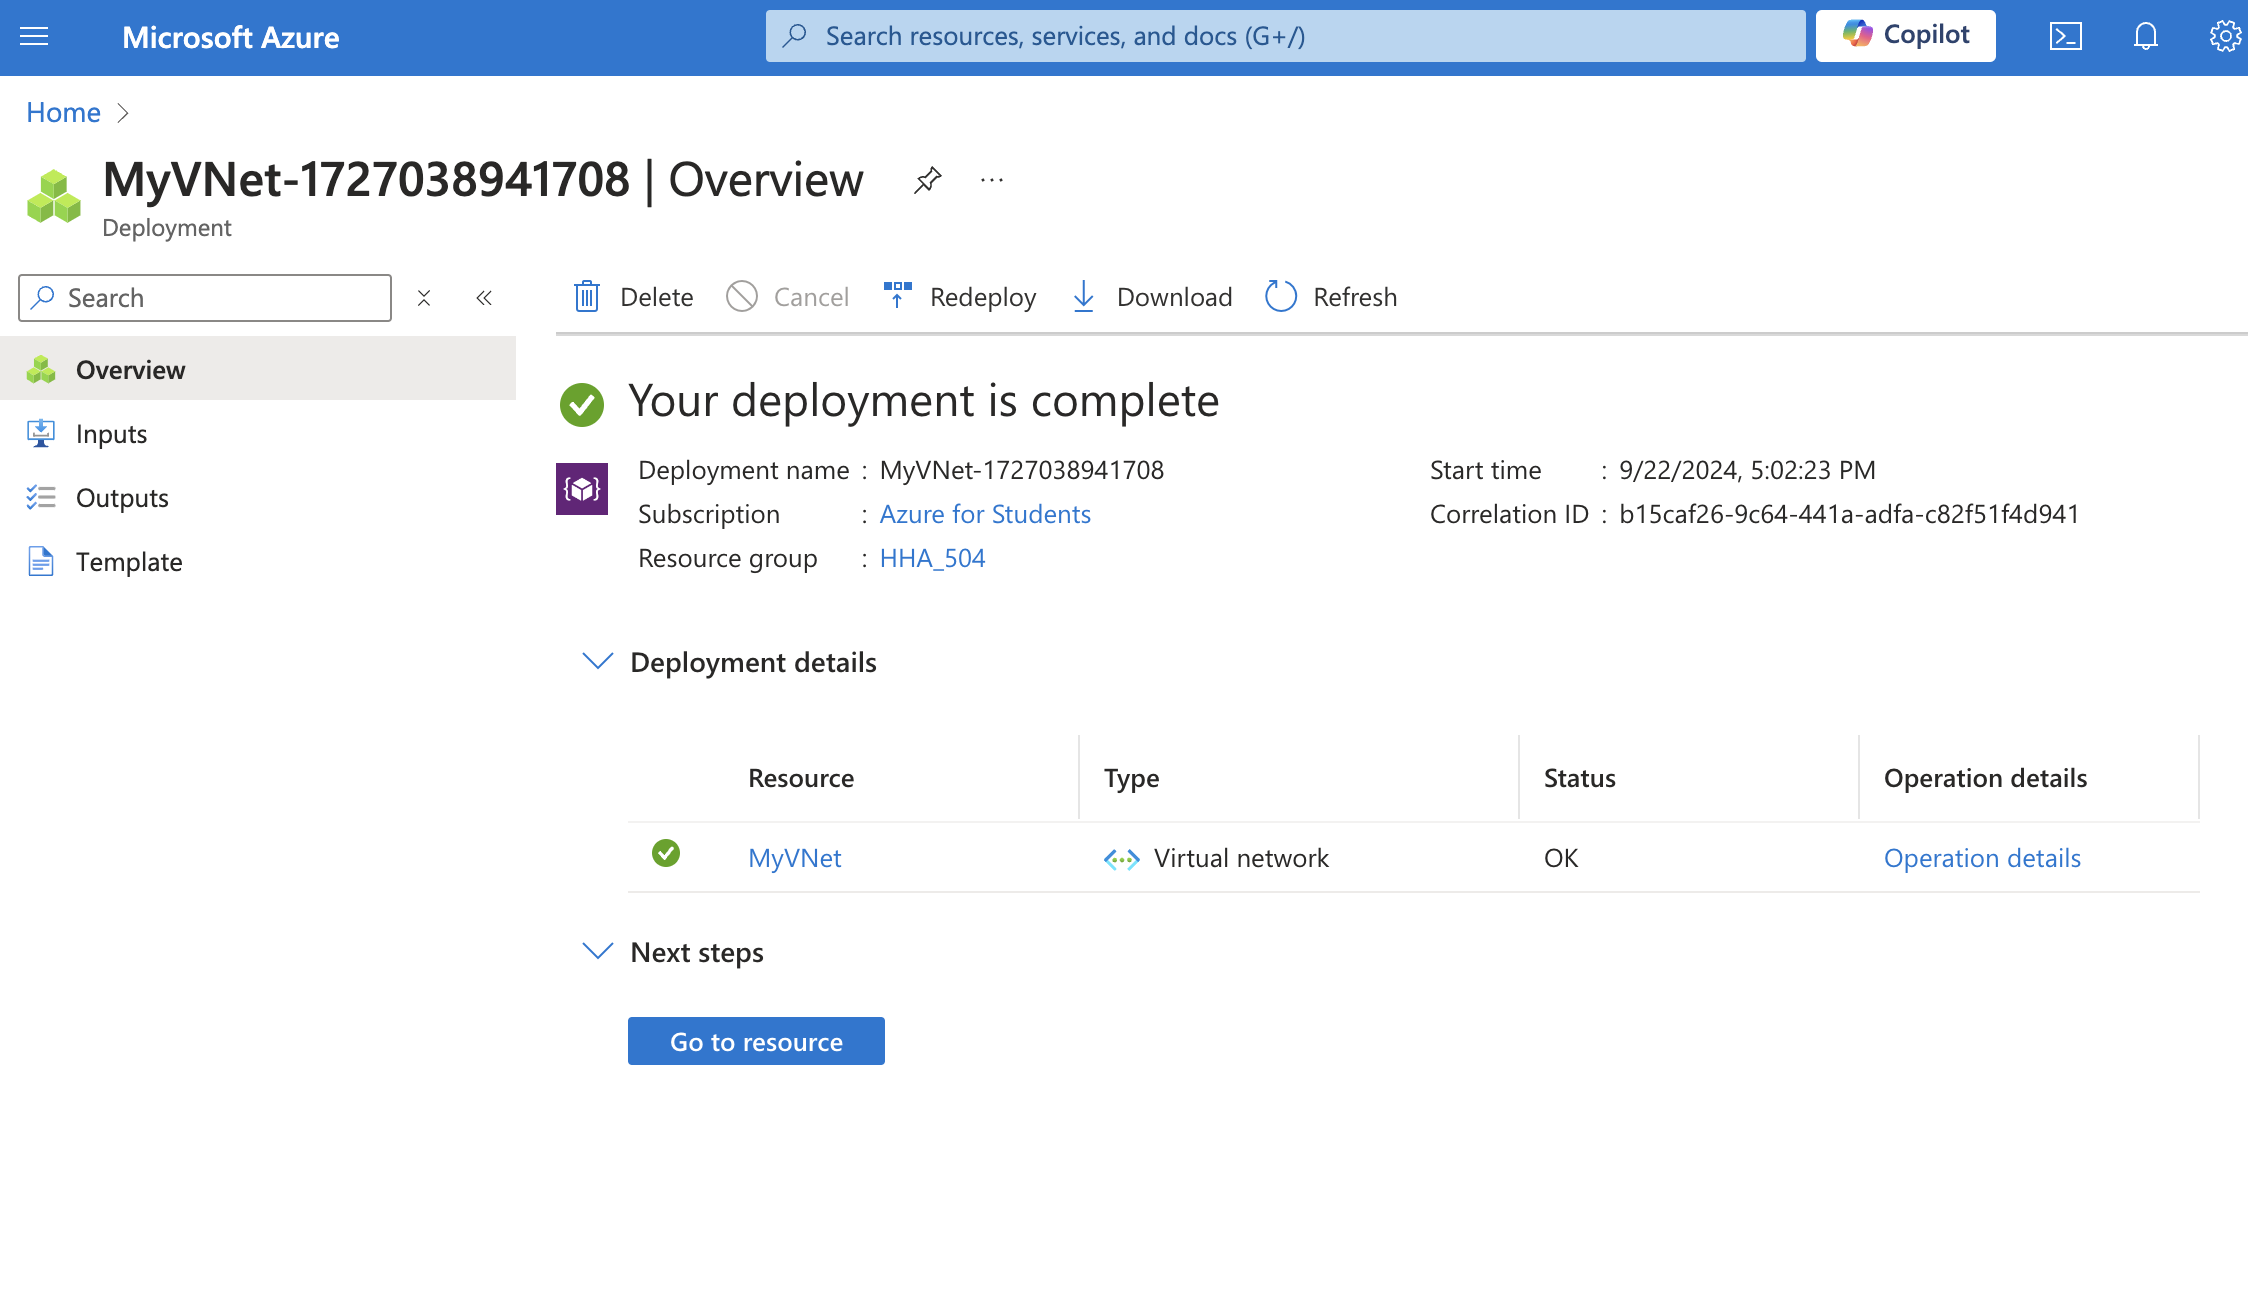 Microsoft Azure
Search resources, services, and docs (G+/)
Copilot
Home
MyVNet-1727038941708 | Overview
Deployment
Search
Delete
Cancel
Redeploy
Download
Refresh
Overview
Inputs
Outputs
Template
Your deployment is complete
Deployment name : MyVNet-1727038941708
Subscription : Azure for Students
Resource group : HHA_504
Start time : 9/22/2024, 5:02:23 PM
Correlation ID : b15caf26-9c64-441a-adfa-c82f51f4d941
Deployment details
Resource Type Status Operation details
MyVNet Virtual network OK Operation details
Next steps
Go to resource